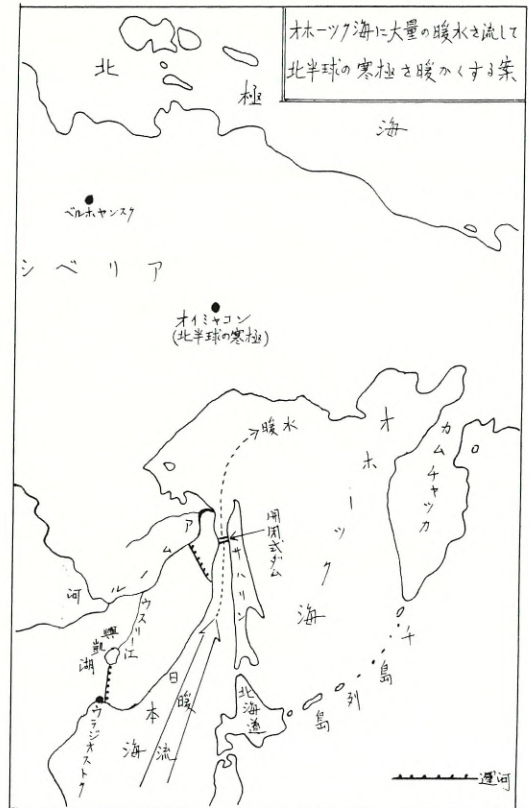 オホーツク海に大量の暖水を流して
北半球の寒極を暖かくする案
北極海
ベルホヤンスク
シベリア
オイミャコン
(北半球の寒極)
暖水
オホーツク海
カムチャッカ
開閉式ダム
サハリン
アムール河
ウスリー江
興凱湖
ウラジオストク
日本海
暖流
北海道
千島列島
運河